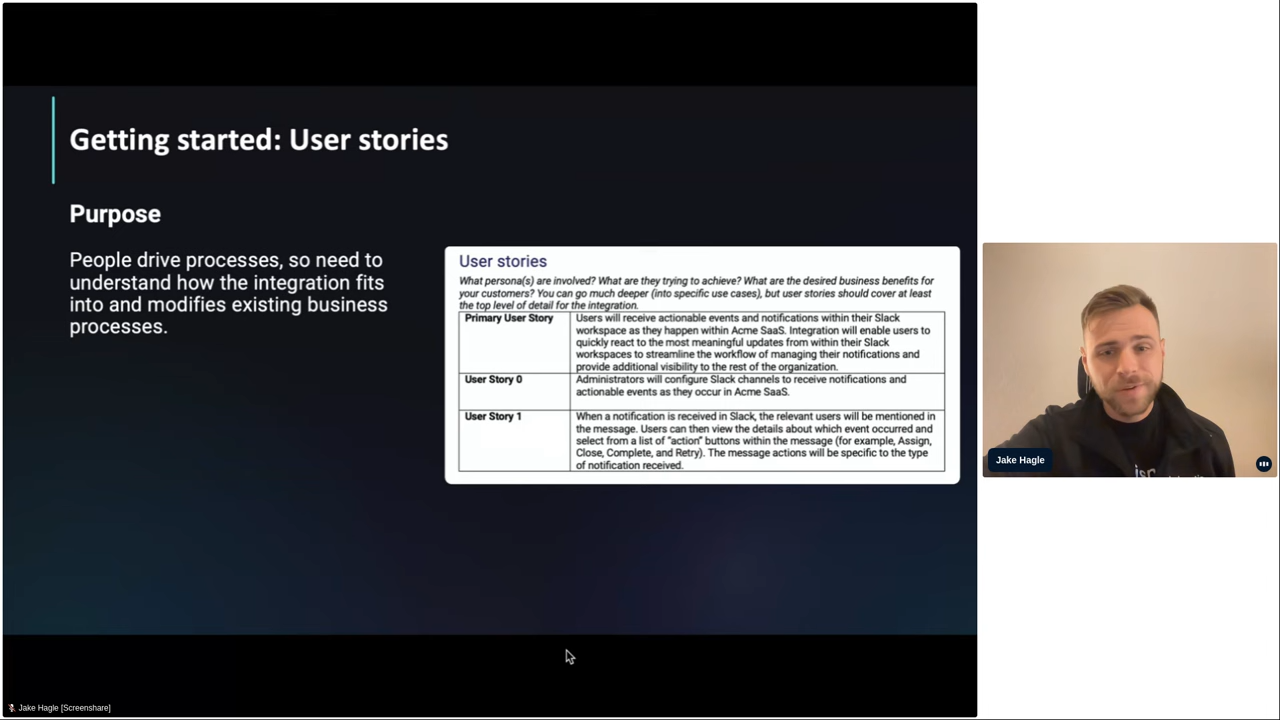 Getting started: User stories
Purpose
People drive processes, so need to
understand how the integration fits
into and modifies existing business
processes.
User stories
What persona(s) are involved? What are they trying to achieve? What are the desired business benefits for
your customers? You can go much deeper (into specific use cases), but user stories should cover at least
the top level of detail for the integration.
Primary User Story
Users will receive actionable events and notifications within their Slack
workspace as they happen within Acme SaaS. Integration will enable users to
quickly react to the most meaningful updates from within their Slack
workspaces to streamline the workflow of managing their notifications and
provide additional visibility to the rest of the organization.
User Story 0
Administrators will configure Slack channels to receive notifications and
actionable events as they occur in Acme SaaS.
User Story 1
When a notification is received in Slack, the relevant users will be mentioned in
the message. Users can then view the details about which event occurred and
select from a list of "action" buttons within the message (for example, Assign,
Close, Complete, and Retry). The message actions will be specific to the type
of notification received.
Jake Hagle
Jake Hagle [Screenshare]